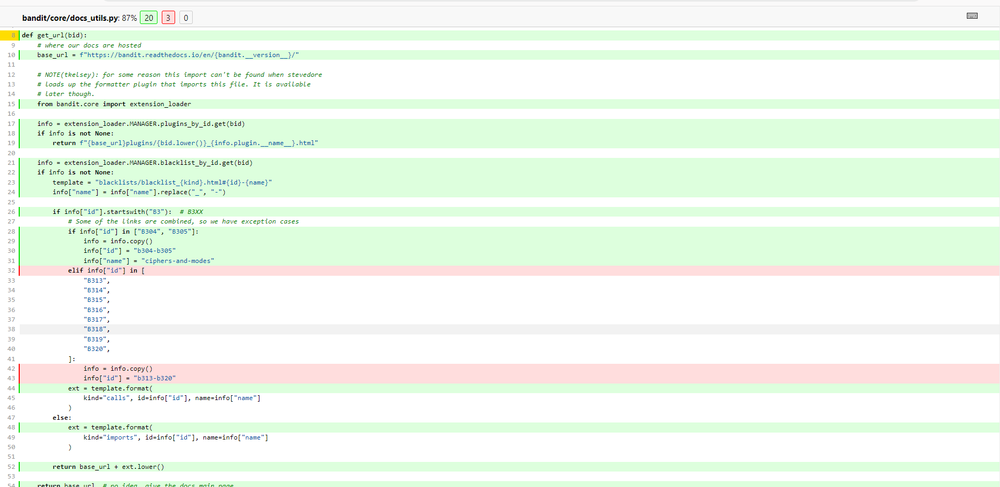 bandit/core/docs_utils.py: 87% 20 3 0
8 def get_url(bid):
9 # where our docs are hosted
10 base_url = f"https://bandit.readthedocs.io/en/{bandit.__version__}/"
11
12 # NOTE(tkelsey): for some reason this import can't be found when stevedore
13 # loads up the formatter plugin that imports this file. It is available
14 # later though.
15 from bandit.core import extension_loader
16
17 info = extension_loader.MANAGER.plugins_by_id.get(bid)
18 if info is not None:
19 return f"{base_url}plugins/{bid.lower()}_{info.plugin.__name__}.html"
20
21 info = extension_loader.MANAGER.blacklist_by_id.get(bid)
22 if info is not None:
23 template = "blacklists/blacklist_{kind}.html#{id}-{name}"
24 info["name"] = info["name"].replace("_", "-")
25
26 if info["id"].startswith("B3"): # B3XX
27 # Some of the links are combined, so we have exception cases
28 if info["id"] in ["B304", "B305"]:
29 info = info.copy()
30 info["id"] = "b304-b305"
31 info["name"] = "ciphers-and-modes"
32 elif info["id"] in [
33 "B313",
34 "B314",
35 "B315",
36 "B316",
37 "B317",
38 "B318",
39 "B319",
40 "B320",
41 ]:
42 info = info.copy()
43 info["id"] = "b313-b320"
44 ext = template.format(
45 kind="calls", id=info["id"], name=info["name"]
46 )
47 else:
48 ext = template.format(
49 kind="imports", id=info["id"], name=info["name"]
50 )
51
52 return base_url + ext.lower()
53
54 return base_url # no idea, give the docs main page